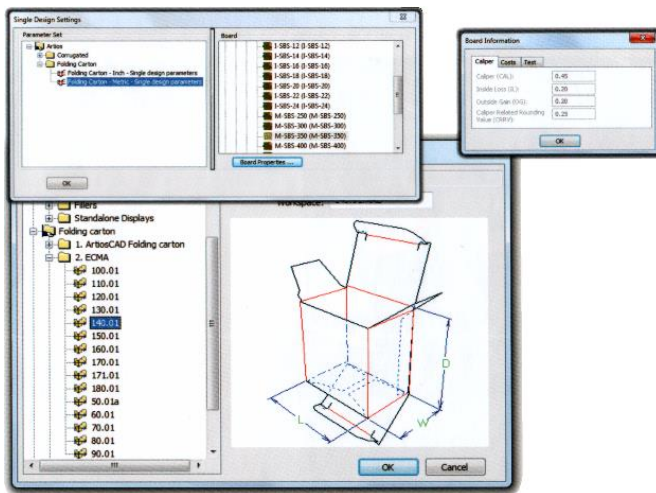 Single Design Settings
Parameter Set
Artios
Corrugated
Folding Carton
Folding Carton - Inch - Single design parameters
Folding Carton - Metric - Single design parameters
OK
Board
I-SBS-12 (I-SBS-12)
I-SBS-14 (I-SBS-14)
I-SBS-16 (I-SBS-16)
I-SBS-18 (I-SBS-18)
I-SBS-20 (I-SBS-20)
I-SBS-22 (I-SBS-22)
I-SBS-24 (I-SBS-24)
M-SBS-250 (M-SBS-250)
M-SBS-300 (M-SBS-300)
M-SBS-350 (M-SBS-350)
M-SBS-400 (M-SBS-400)
Board Properties ...
Board Information
Caliper Costs Test
Caliper (CAL): 0.45
Inside Loss (IL): 0.20
Outside Gain (OG): 0.20
Caliper Related Rounding
Value (CNRV): 0.25
OK
Fillers
Standalone Displays
Folding carton
1. ArtiosCAD Folding carton
2. ECMA
100.01
110.01
120.01
130.01
140.01
150.01
160.01
170.01
171.01
180.01
50.01a
60.01
70.01
80.01
90.01
Workspace:
D
L
W
OK
Cancel